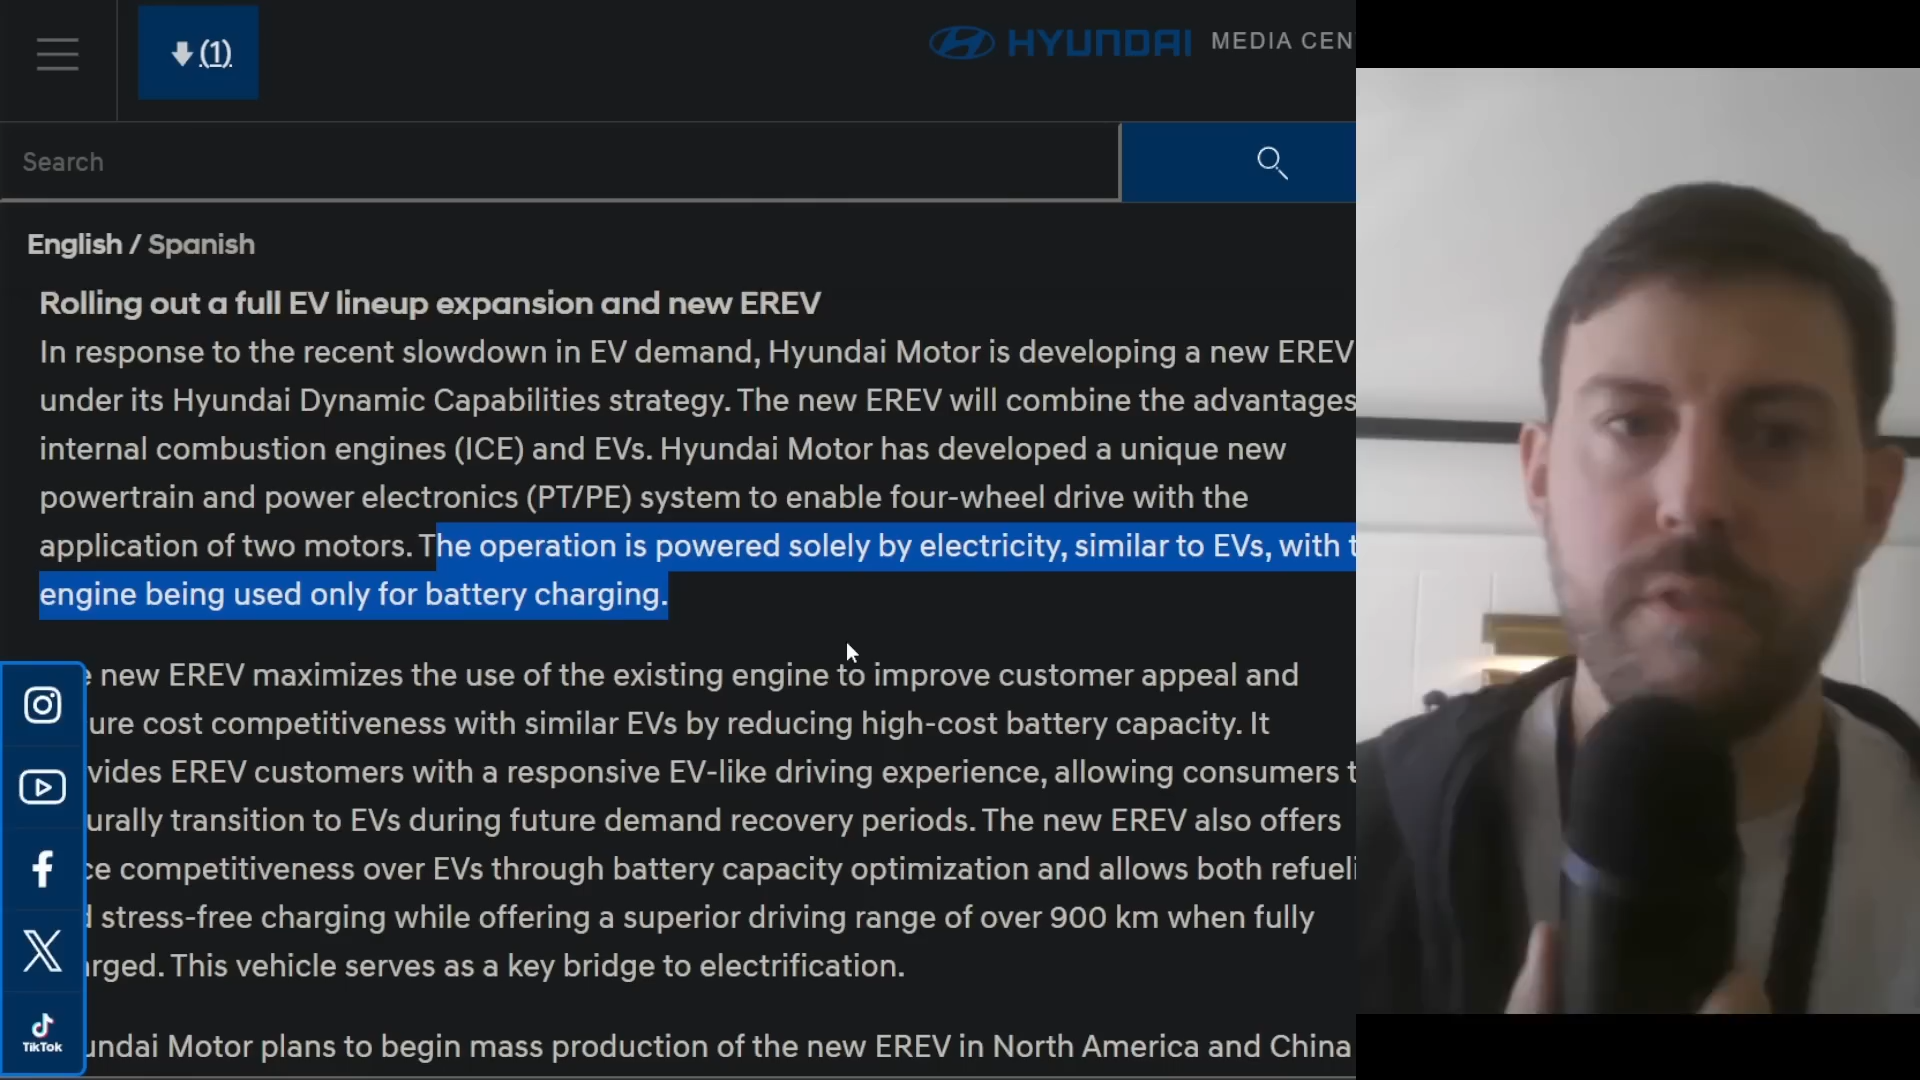 (1)
HYUNDAI MEDIA CEN
Search
English / Spanish
Rolling out a full EV lineup expansion and new EREV
In response to the recent slowdown in EV demand, Hyundai Motor is developing a new EREV
under its Hyundai Dynamic Capabilities strategy. The new EREV will combine the advantages
internal combustion engines (ICE) and EVs. Hyundai Motor has developed a unique new
powertrain and power electronics (PT/PE) system to enable four-wheel drive with the
application of two motors. The operation is powered solely by electricity, similar to EVs, with t
engine being used only for battery charging.
e new EREV maximizes the use of the existing engine to improve customer appeal and
ure cost competitiveness with similar EVs by reducing high-cost battery capacity. It
vides EREV customers with a responsive EV-like driving experience, allowing consumers t
urally transition to EVs during future demand recovery periods. The new EREV also offers
ce competitiveness over EVs through battery capacity optimization and allows both refueli
d stress-free charging while offering a superior driving range of over 900 km when fully
arged. This vehicle serves as a key bridge to electrification.
undai Motor plans to begin mass production of the new EREV in North America and China
TikTok